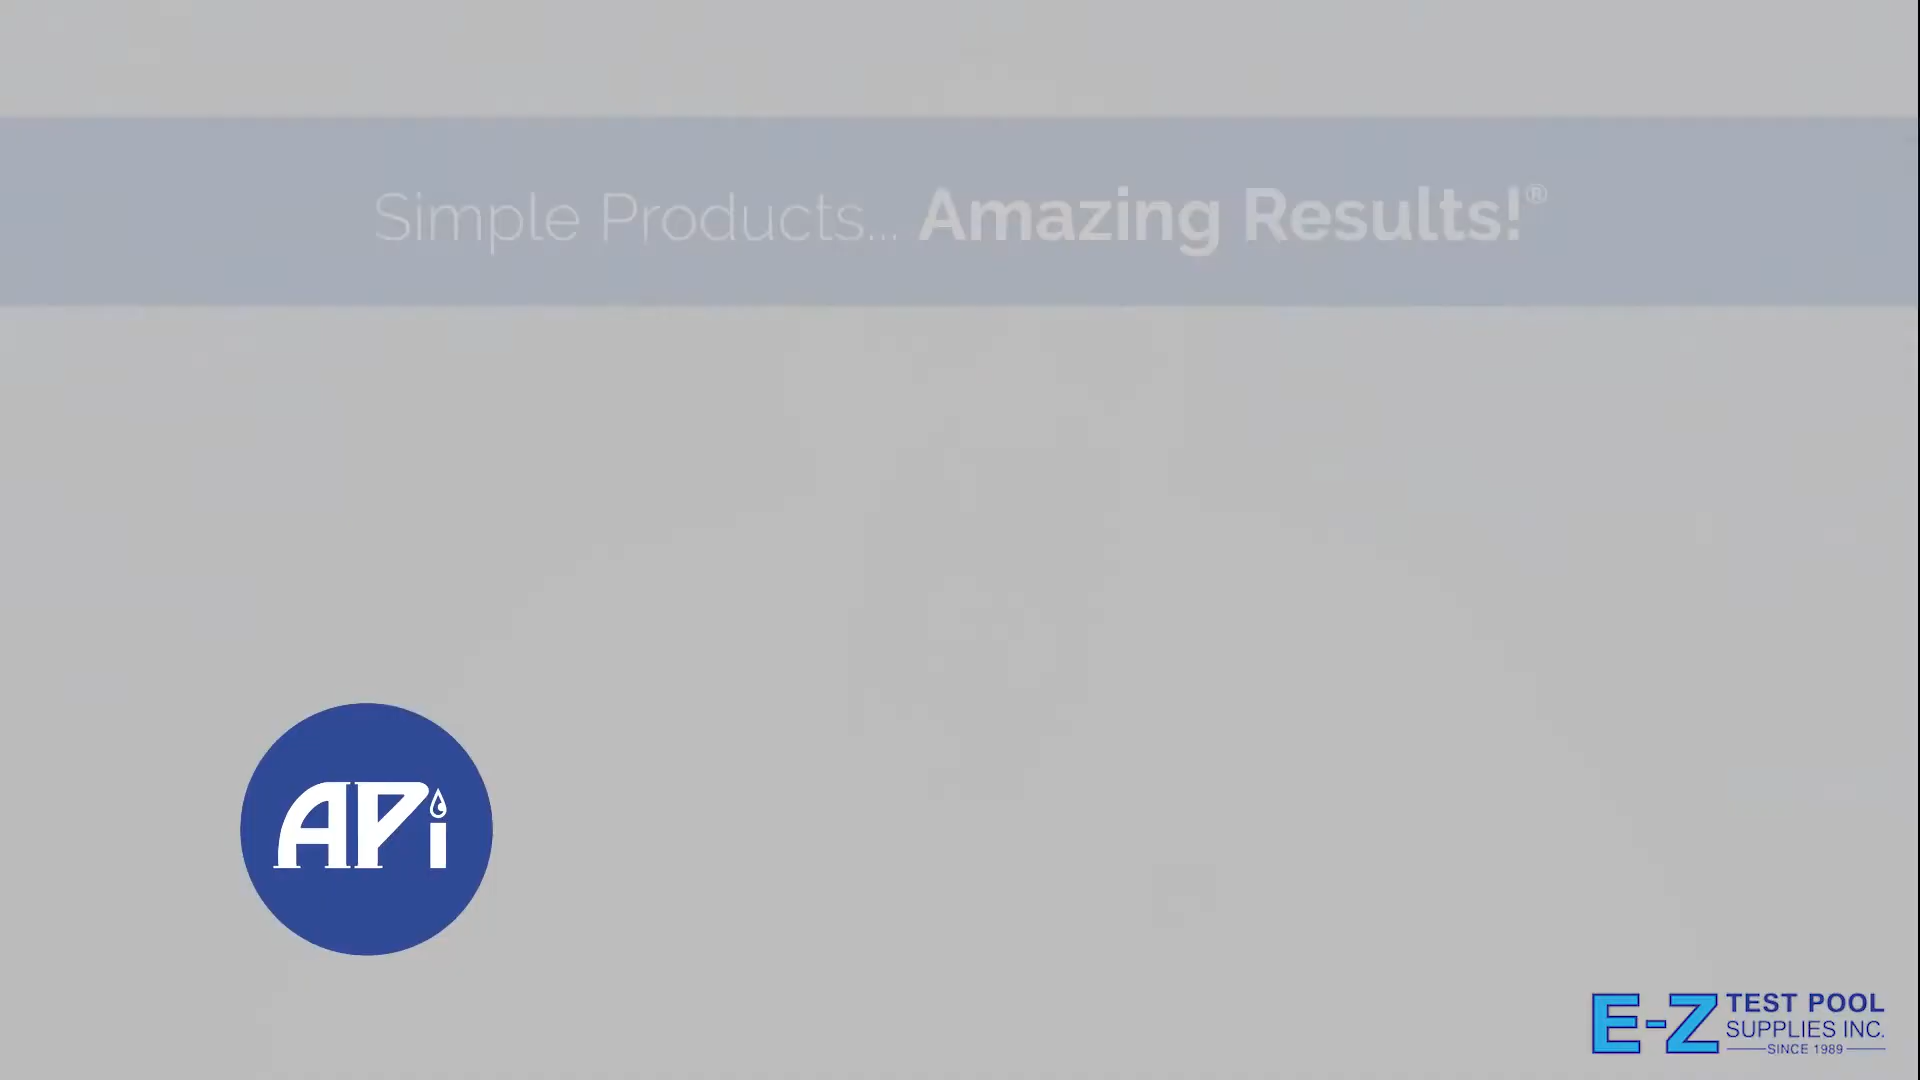 Simple Products... Amazing Results!®
APi
E-Z TEST POOL
SUPPLIES INC.
SINCE 1989